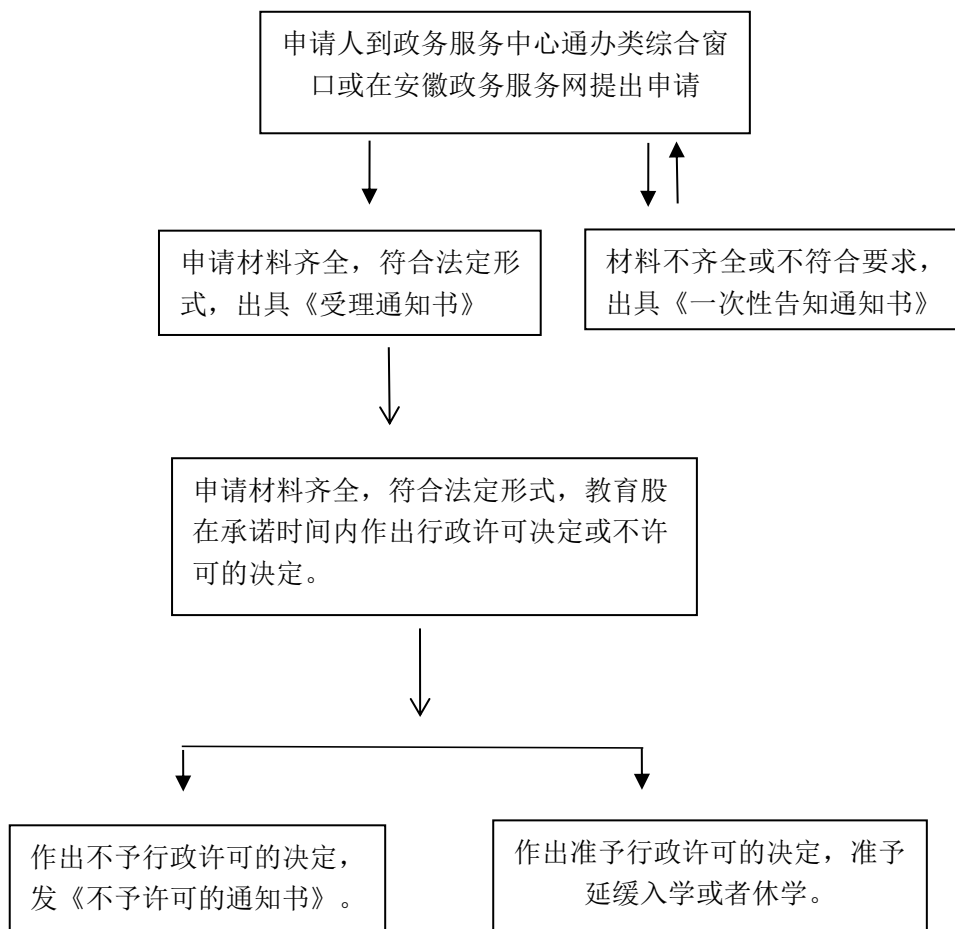 申请人到政务服务中心通办类综合窗
口或在安徽政务服务网提出申请
申请材料齐全，符合法定形
式，出具《受理通知书》
材料不齐全或不符合要求，
出具《一次性告知通知书》
申请材料齐全，符合法定形式，教育股
在承诺时间内作出行政许可决定或不许
可的决定。
作出不予行政许可的决定，
发《不予许可的通知书》。
作出准予行政许可的决定，准予
延缓入学或者休学。